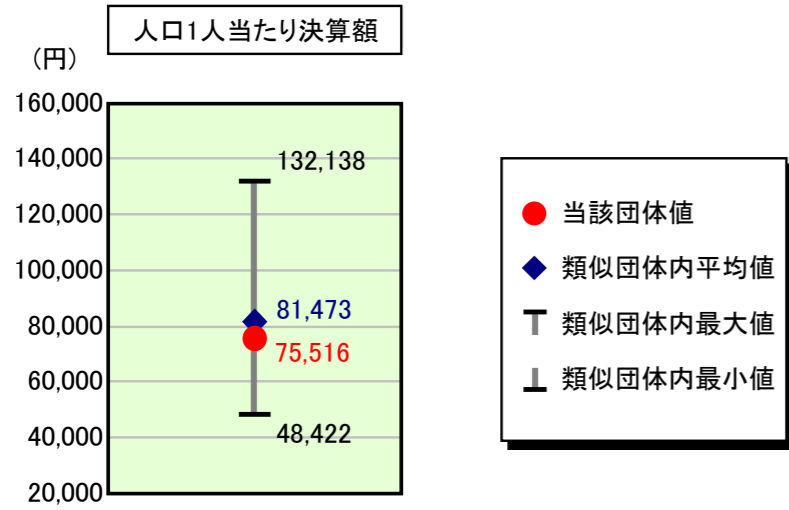 人口1人当たり決算額
（円）
160,000
140,000
120,000
100,000
80,000
60,000
40,000
20,000
132,138
81,473
75,516
48,422
当該団体値
類似団体内平均値
類似団体内最大値
類似団体内最小値